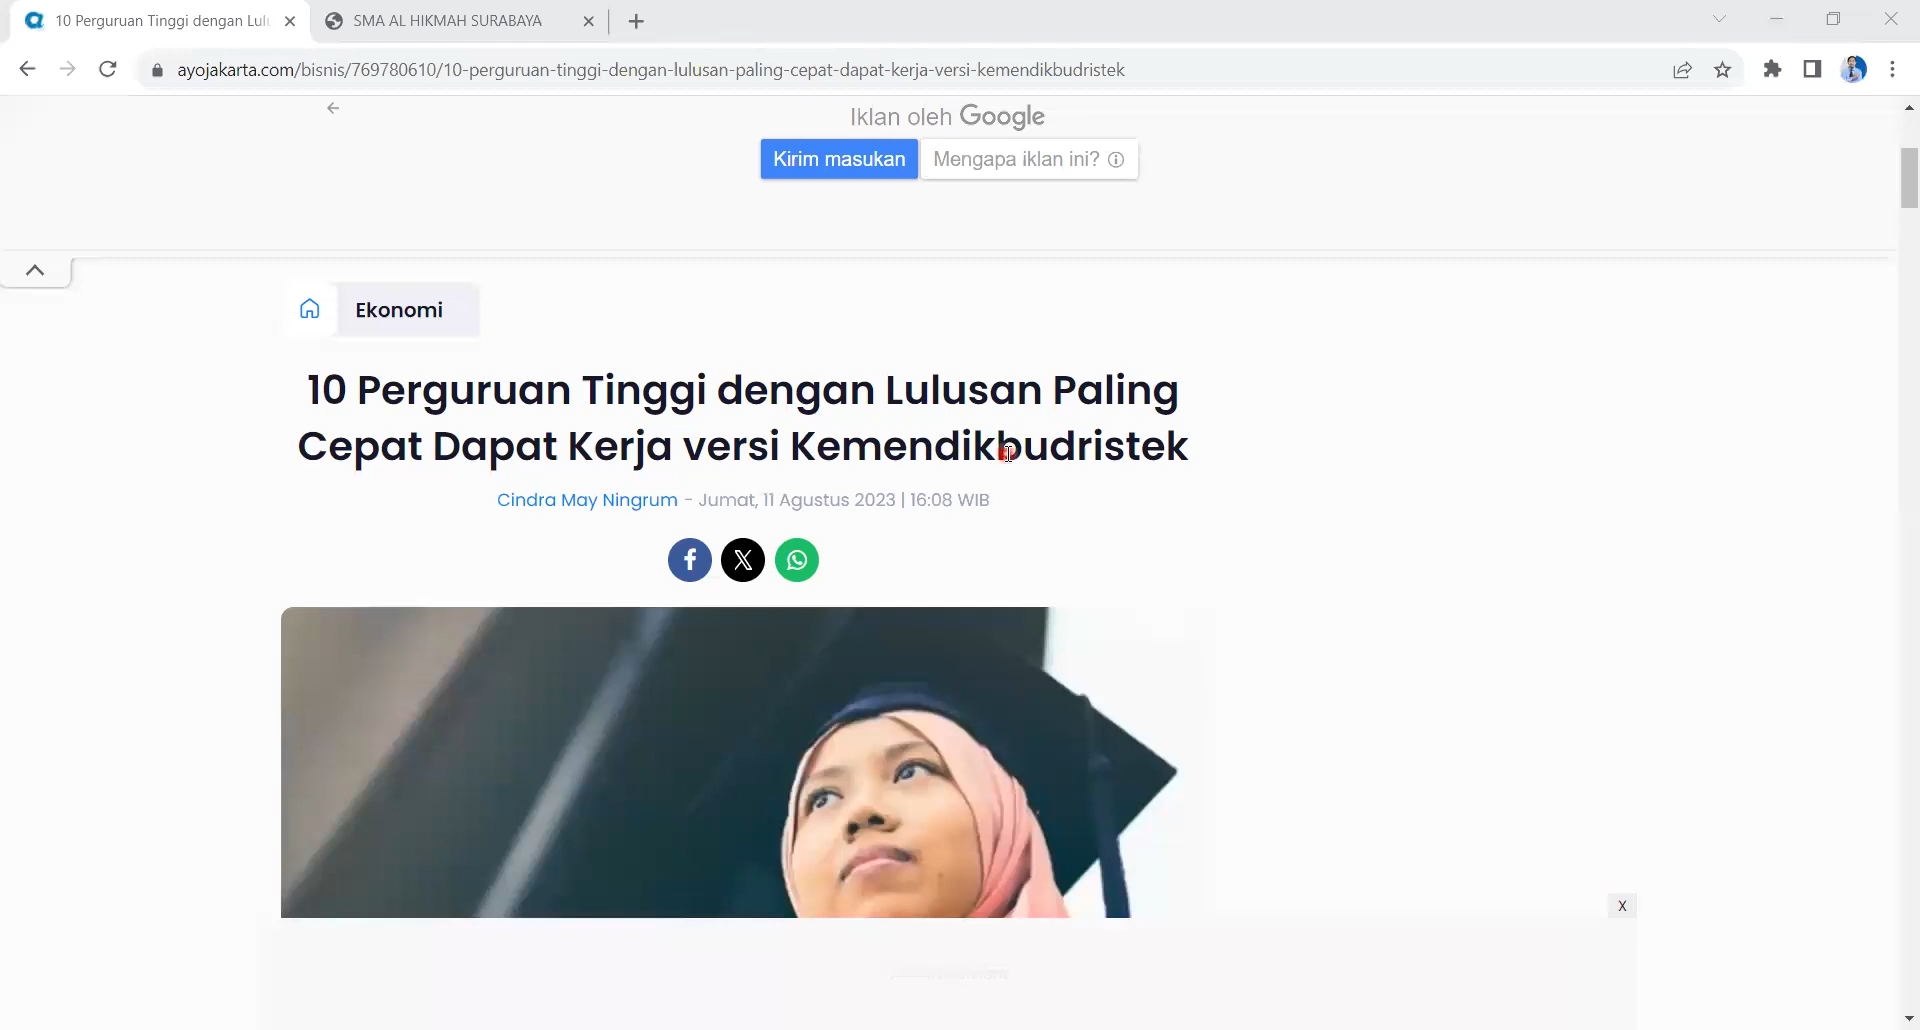 10 Perguruan Tinggi dengan Lul
SMA AL HIKMAH SURABAYA
ayojakarta.com/bisnis/769780610/10-perguruan-tinggi-dengan-lulusan-paling-cepat-dapat-kerja-versi-kemendikbudristek
Iklan oleh Google
Kirim masukan
Mengapa iklan ini?
Ekonomi
10 Perguruan Tinggi dengan Lulusan Paling
Cepat Dapat Kerja versi Kemendikbudristek
Cindra May Ningrum - Jumat, 11 Agustus 2023 | 16:08 WIB
X